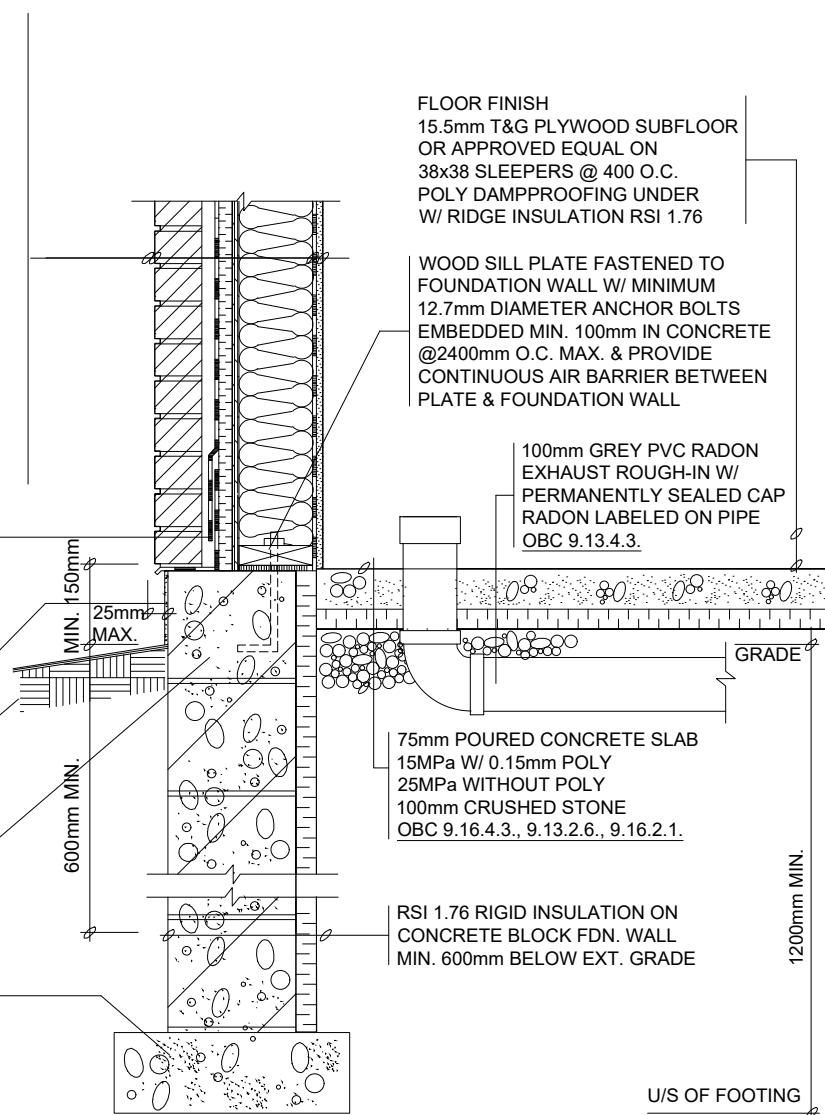 FLOOR FINISH
15.5mm T&G PLYWOOD SUBFLOOR
OR APPROVED EQUAL ON
38x38 SLEEPERS @ 400 O.C.
POLY DAMPPROOFING UNDER
W/ RIDGE INSULATION RSI 1.76
WOOD SILL PLATE FASTENED TO
FOUNDATION WALL W/ MINIMUM
12.7mm DIAMETER ANCHOR BOLTS
EMBEDDED MIN. 100mm IN CONCRETE
@2400mm O.C. MAX. & PROVIDE
CONTINUOUS AIR BARRIER BETWEEN
PLATE & FOUNDATION WALL
100mm GREY PVC RADON
EXHAUST ROUGH-IN W/
PERMANENTLY SEALED CAP
RADON LABELED ON PIPE
OBC 9.13.4.3.
MIN. 150mm
25mm
MAX.
GRADE
600mm MIN.
75mm POURED CONCRETE SLAB
15MPa W/ 0.15mm POLY
25MPa WITHOUT POLY
100mm CRUSHED STONE
OBC 9.16.4.3., 9.13.2.6., 9.16.2.1.
RSI 1.76 RIGID INSULATION ON
CONCRETE BLOCK FDN. WALL
MIN. 600mm BELOW EXT. GRADE
1200mm MIN.
U/S OF FOOTING